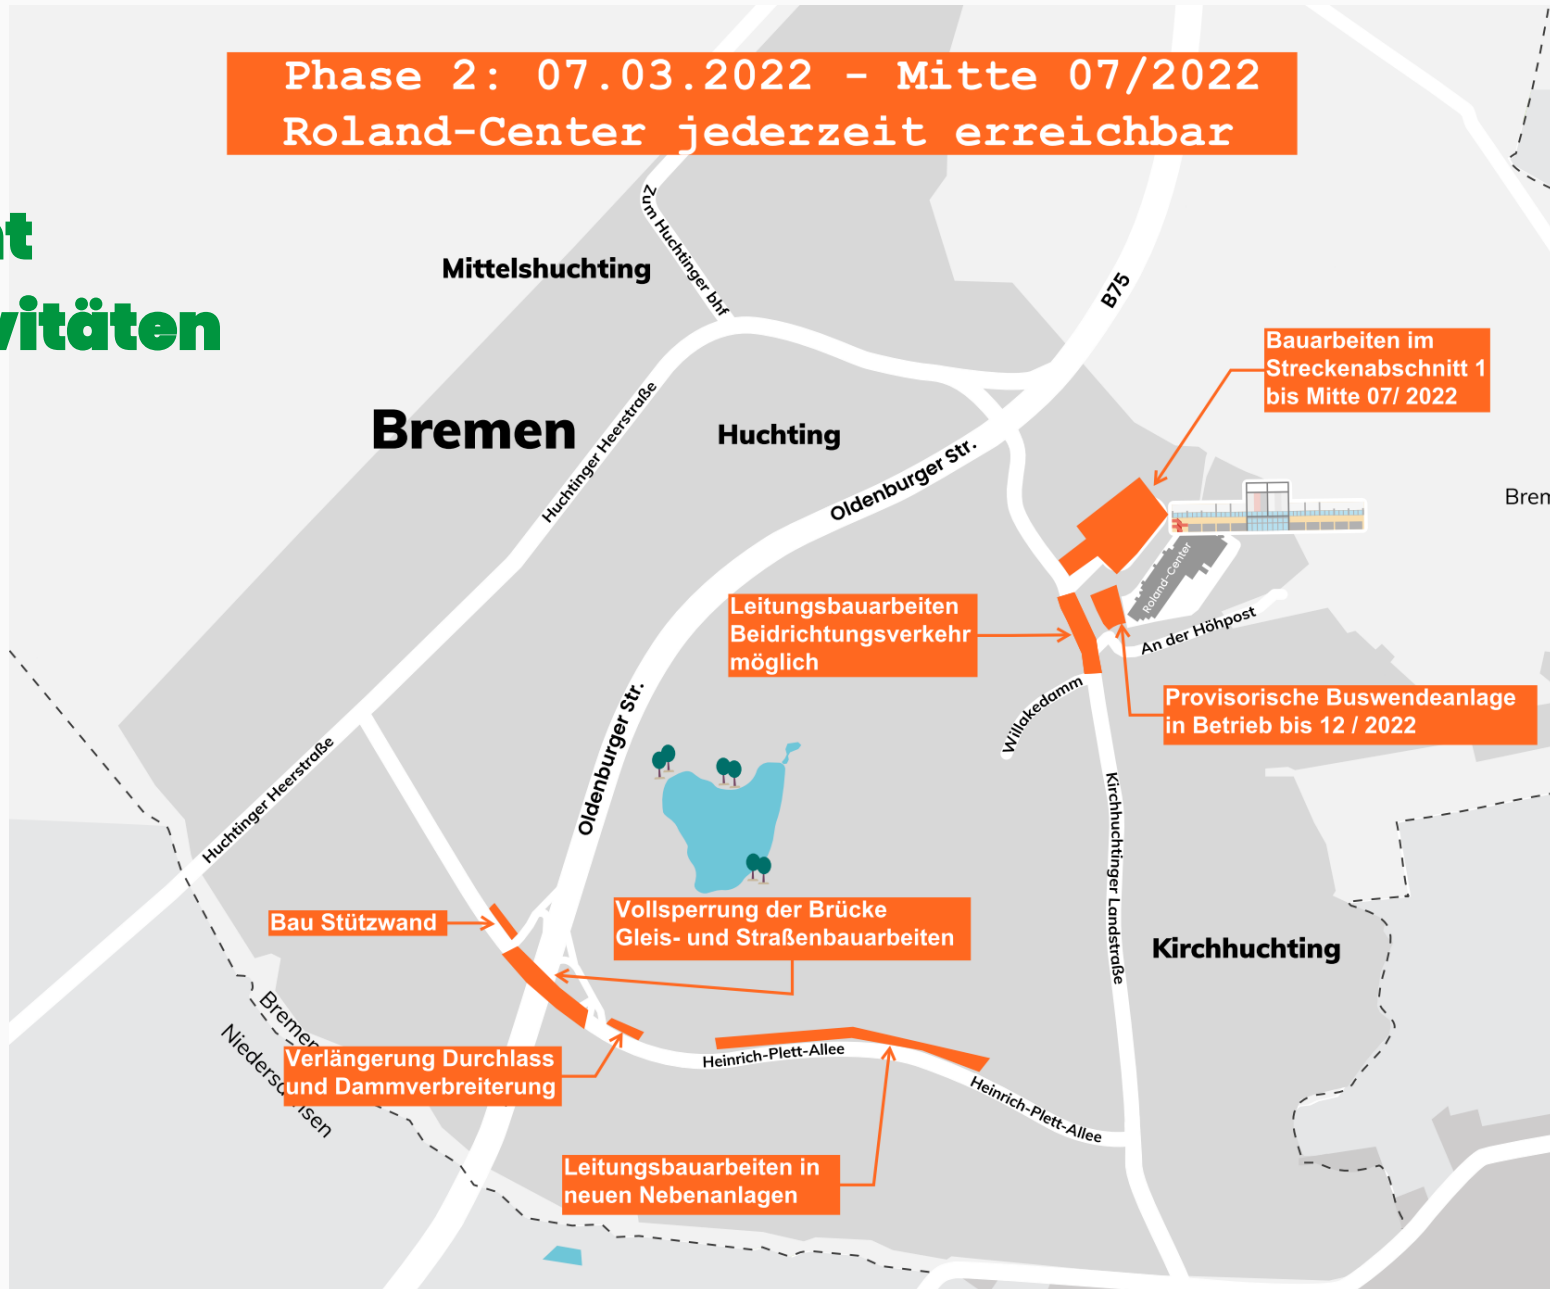 Phase 2: 07.03.2022 - Mitte 07/2022
Roland-Center jederzeit erreichbar
vitäten
Zum Huchtinger bhf
Mittelshuchting
B75
Bauarbeiten im
Streckenabschnitt 1
bis Mitte 07/ 2022
Bremen
Huchtinger Heerstraße
Huchting
Oldenburger Str.
Brem
Roland-Center
Leitungsbauarbeiten
Beidrichtungsverkehr
möglich
An der Höhpost
Provisorische Buswendeanlage
in Betrieb bis 12 / 2022
Willakedamm
Oldenburger Str.
Huchtinger Heerstraße
Kirchhuchtinger Landstraße
Bau Stützwand
Vollsperrung der Brücke
Gleis- und Straßenbauarbeiten
Kirchhuchting
Bremen
Verlängerung Durchlass
und Dammverbreiterung
Heinrich-Plett-Allee
Heinrich-Plett-Allee
Leitungsbauarbeiten in
neuen Nebenanlagen